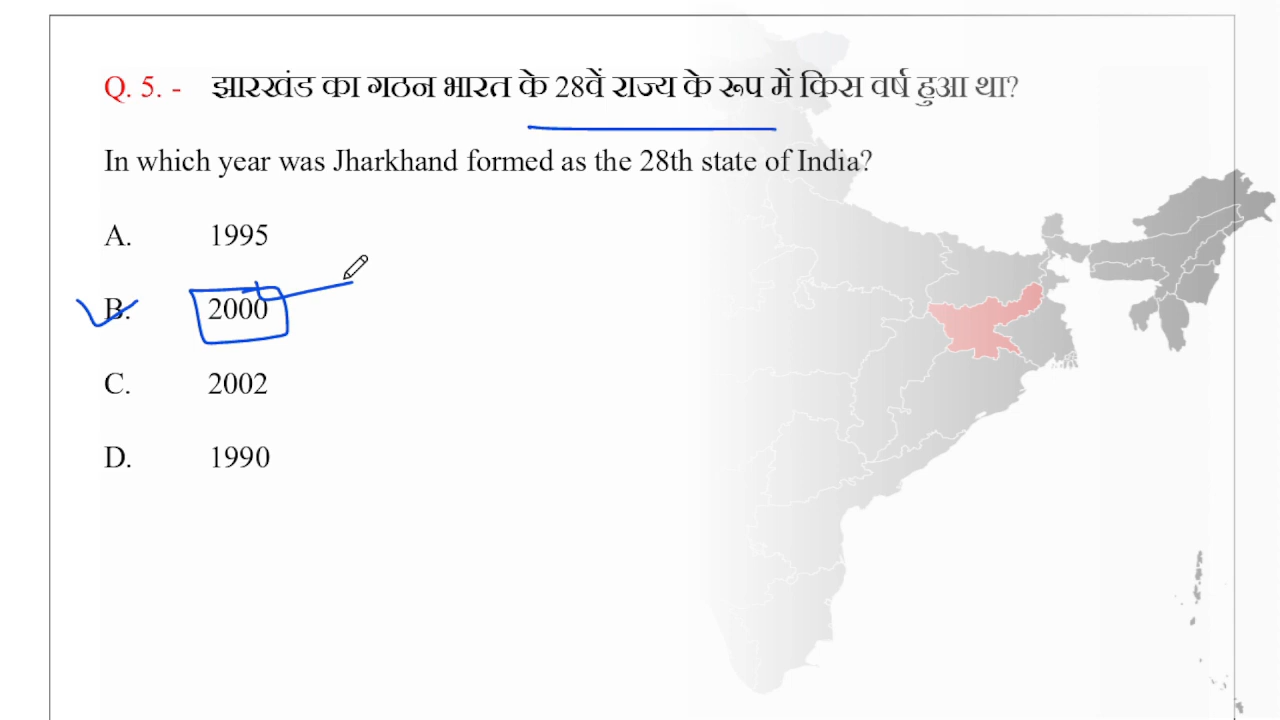 Q. 5. - झारखंड का गठन भारत के 28वें राज्य के रूप में किस वर्ष हुआ था?
In which year was Jharkhand formed as the 28th state of India?
A. 1995
B. 2000
C. 2002
D. 1990